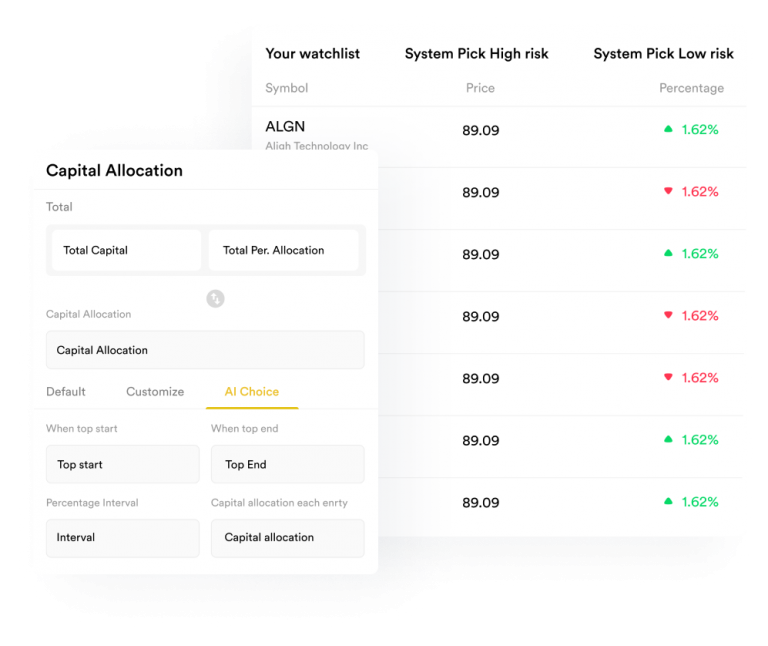 Your watchlist System Pick High risk System Pick Low risk
Symbol Price Percentage
ALGN 89.09 1.62%
Aligh Technology Inc
89.09 1.62%
89.09 1.62%
89.09 1.62%
89.09 1.62%
89.09 1.62%
89.09 1.62%
Capital Allocation
Total
Total Capital Total Per. Allocation
Capital Allocation
Capital Allocation
Default Customize AI Choice
When top start When top end
Top start Top End
Percentage Interval Capital allocation each enrty
Interval Capital allocation